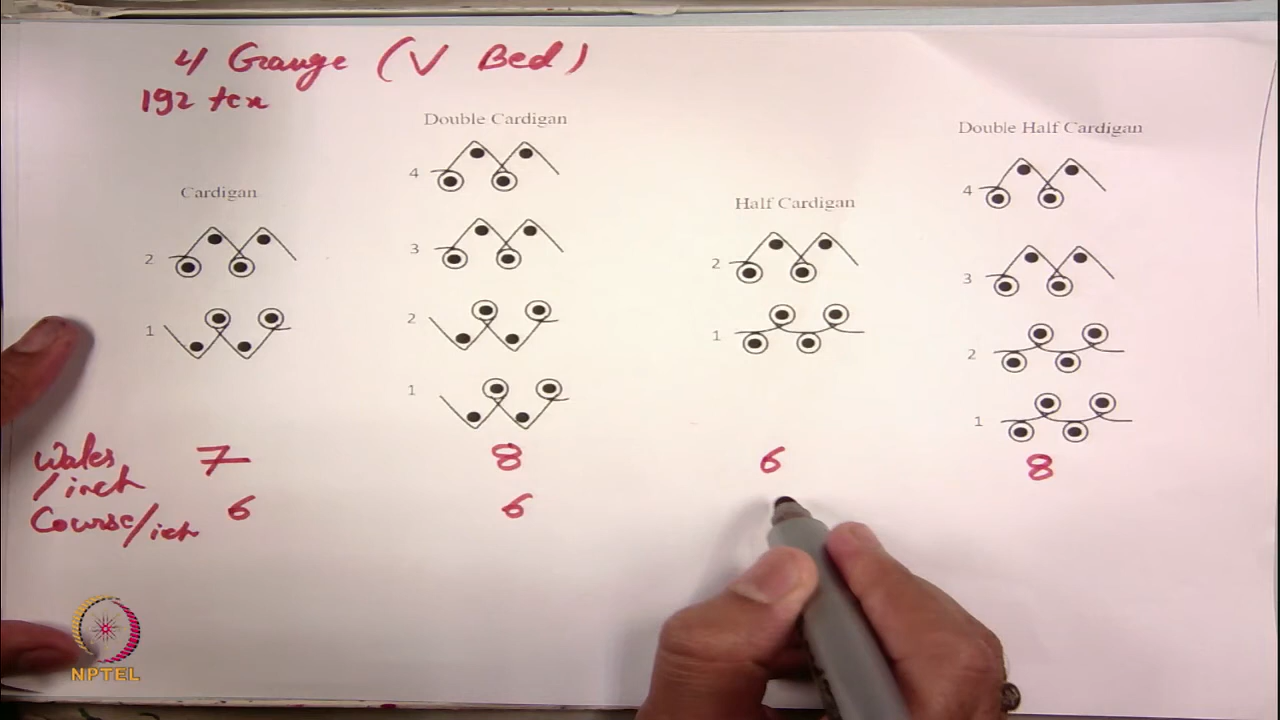 4 Gauge (V Bed)
192 tex
Double Cardigan
Double Half Cardigan
Cardigan
Half Cardigan
4
4
3
3
2
2
2
2
1
1
1
1
Wales
/inch
7
8
6
8
Course/ich
6
6
NPTEL